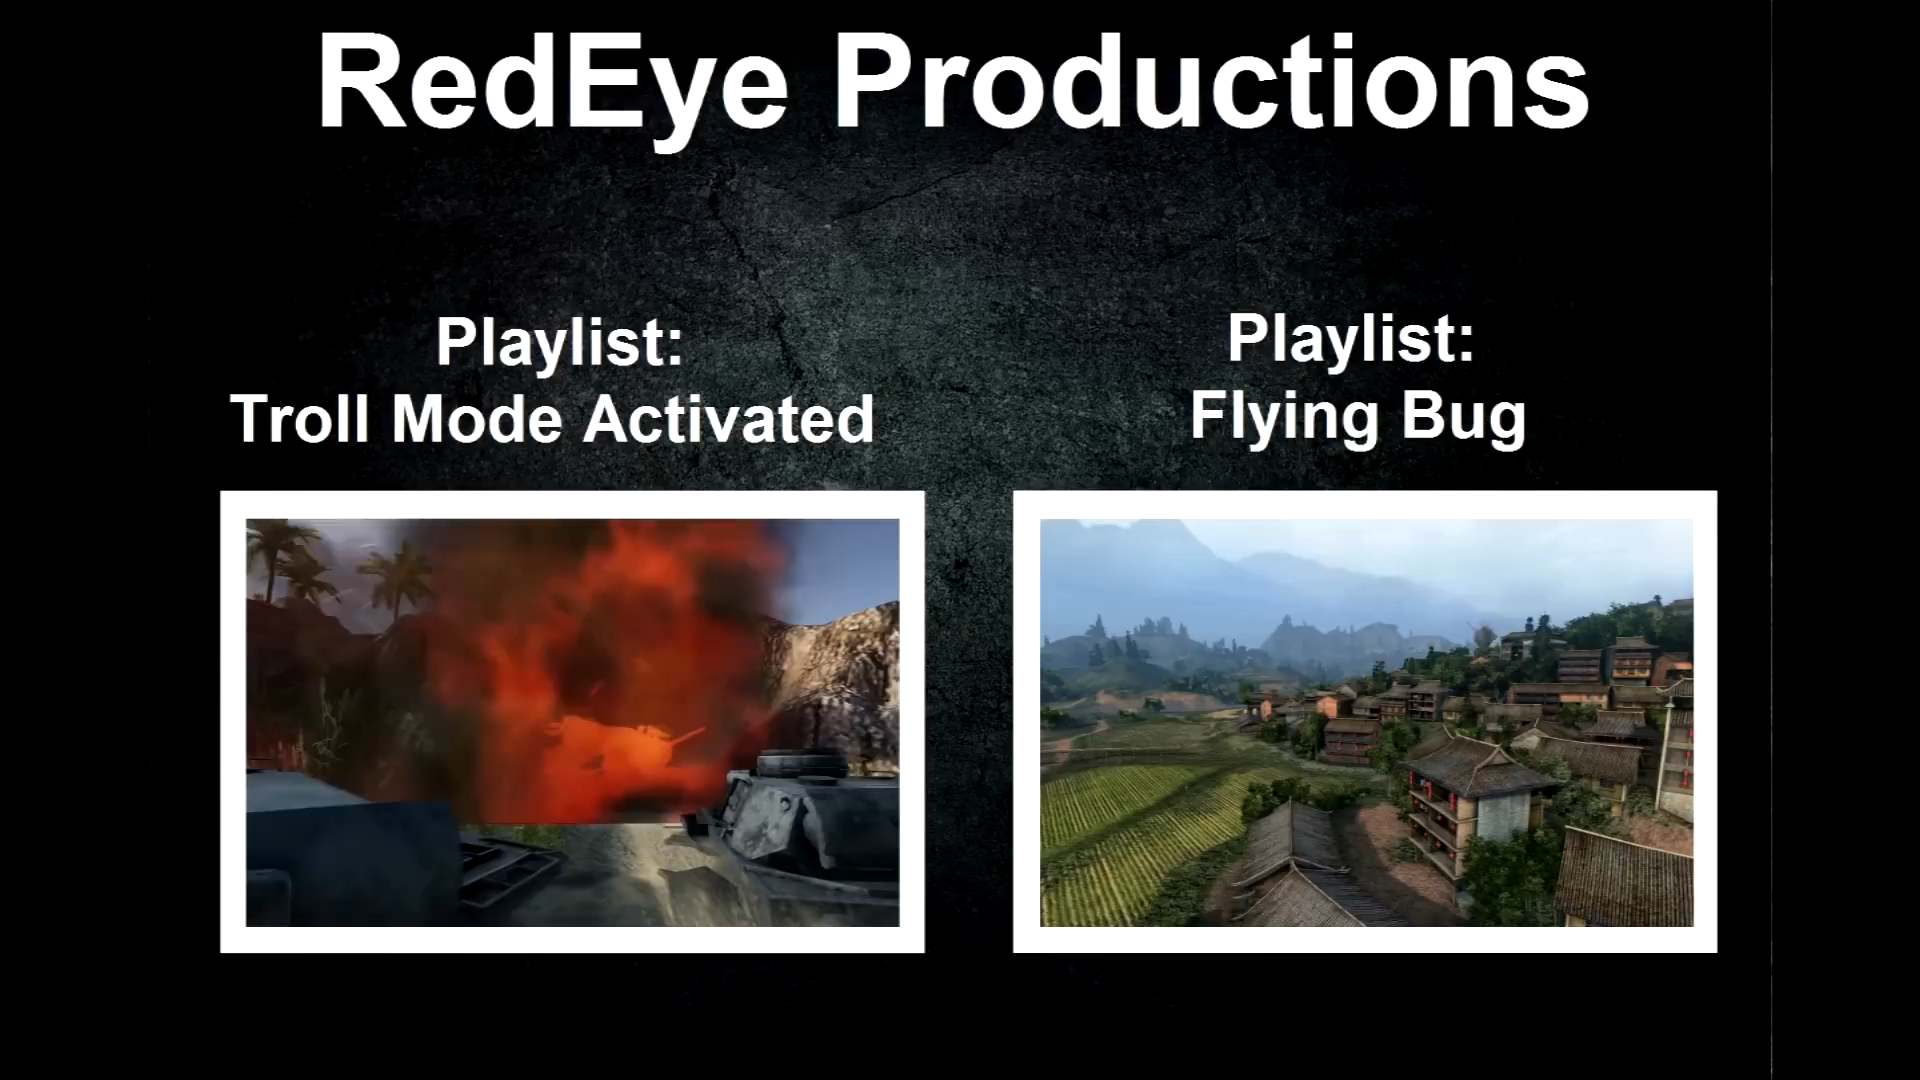 RedEye Productions
Playlist:
Troll Mode Activated
Playlist:
Flying Bug